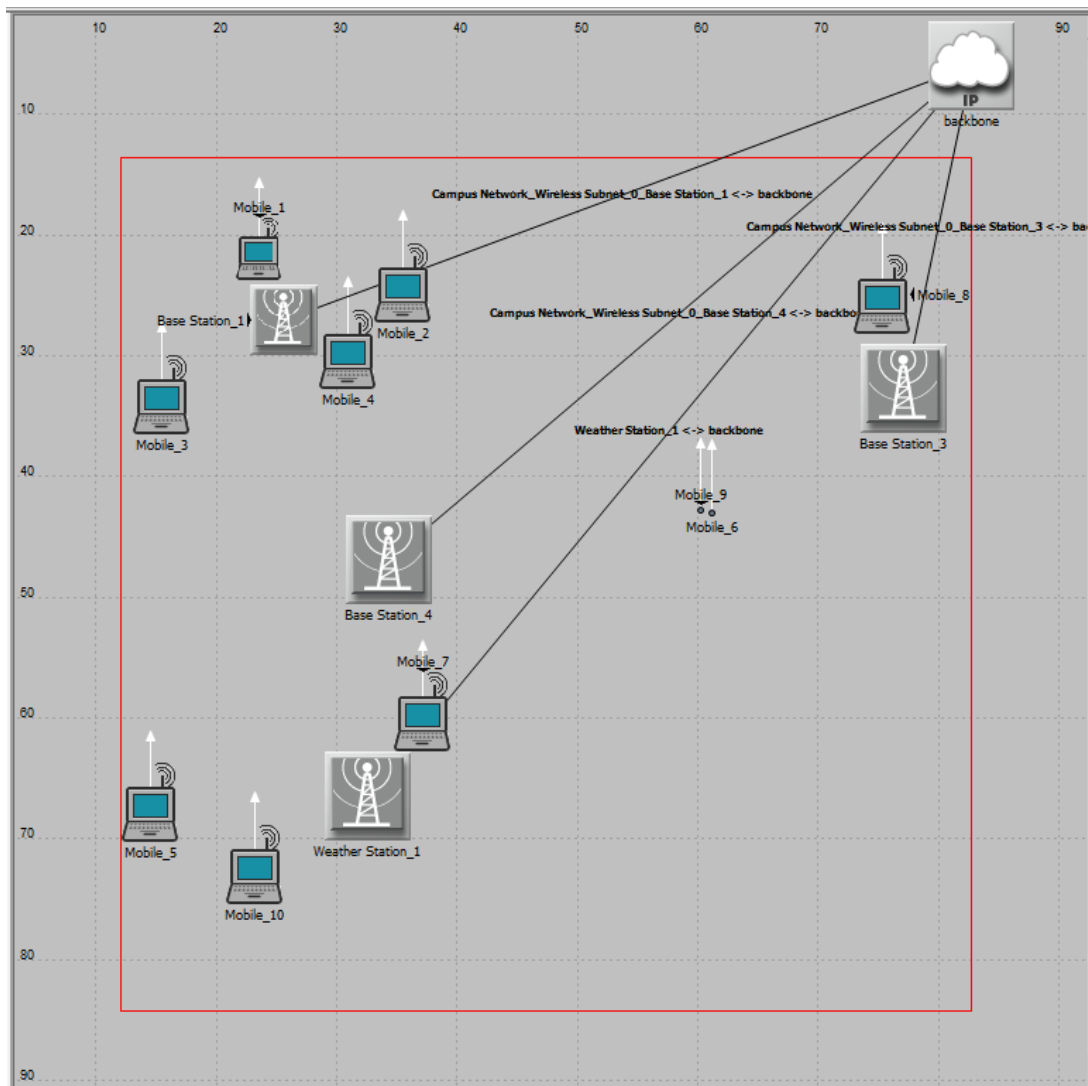 10 20 30 40 50 60 70 80 90
IP
backbone
10
Campus Network_Wireless Subnet_0_Base Station_1 <-> backbone
Mobile_1
Campus Network_Wireless Subnet_0_Base Station_3 <-> ba
20
Mobile_8
Campus Network_Wireless Subnet_0_Base Station_4 <-> backbo
Base Station_1
Mobile_2
30
Mobile_4
Weather Station_1 <-> backbone
Mobile_3
Base Station_3
40
Mobile_9
Mobile_6
50
Base Station_4
Mobile_7
60
70
Mobile_5
Weather Station_1
Mobile_10
80
90